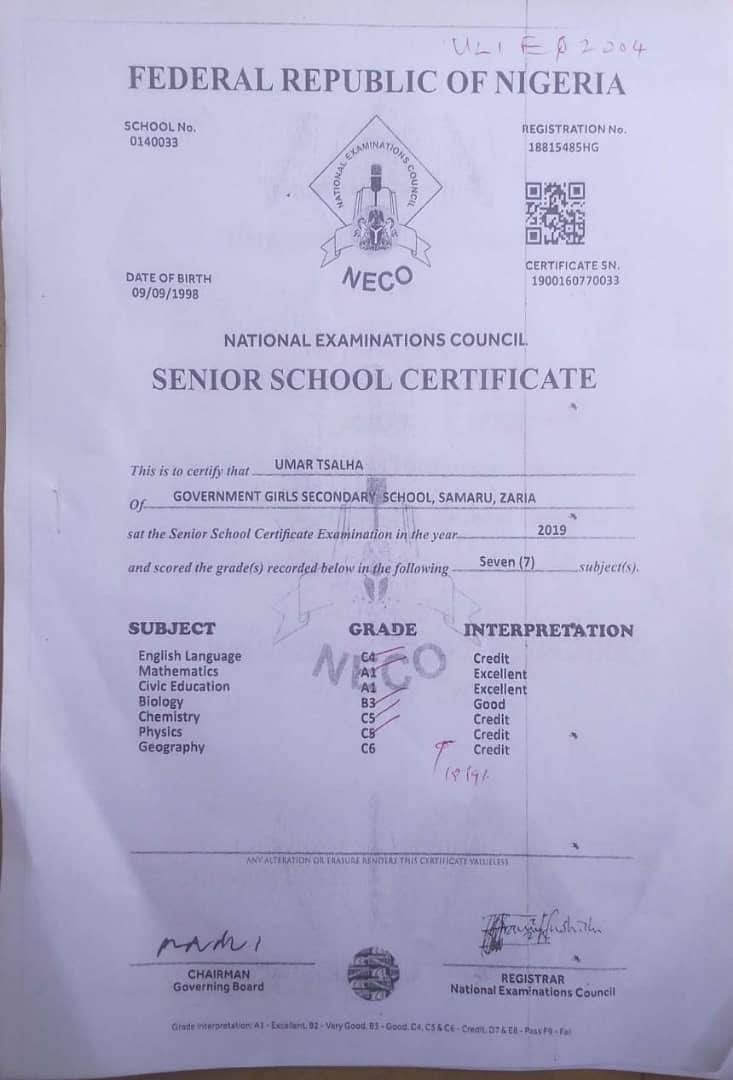 ULI EØ2204
FEDERAL REPUBLIC OF NIGERIA
SCHOOL No.
0140033
REGISTRATION No.
18815485HG
NATIONAL EXAMINATIONS COUNCIL
NECO
DATE OF BIRTH
09/09/1998
CERTIFICATE SN.
1900160770033
NATIONAL EXAMINATIONS COUNCIL
SENIOR SCHOOL CERTIFICATE
This is to certify that UMAR TSALHA
Of GOVERNMENT GIRLS SECONDARY SCHOOL, SAMARU, ZARIA
sat the Senior School Certificate Examination in the year 2019
and scored the grade(s) recorded below in the following Seven (7) subject(s).
SUBJECT GRADE INTERPRETATION
English Language C4 Credit
Mathematics A1 Excellent
Civic Education A1 Excellent
Biology B3 Good
Chemistry C5 Credit
Physics C5 Credit
Geography C6 Credit
NECO
ANY ALTERATION OR ERASURE RENDERS THIS CERTIFICATE VALUELESS
CHAIRMAN
Governing Board
REGISTRAR
National Examinations Council
Grade Interpretation: A1 - Excellent, B2 - Very Good, B3 - Good, C4, C5 & C6 - Credit, D7 & E8 - Pass F9 - Fail